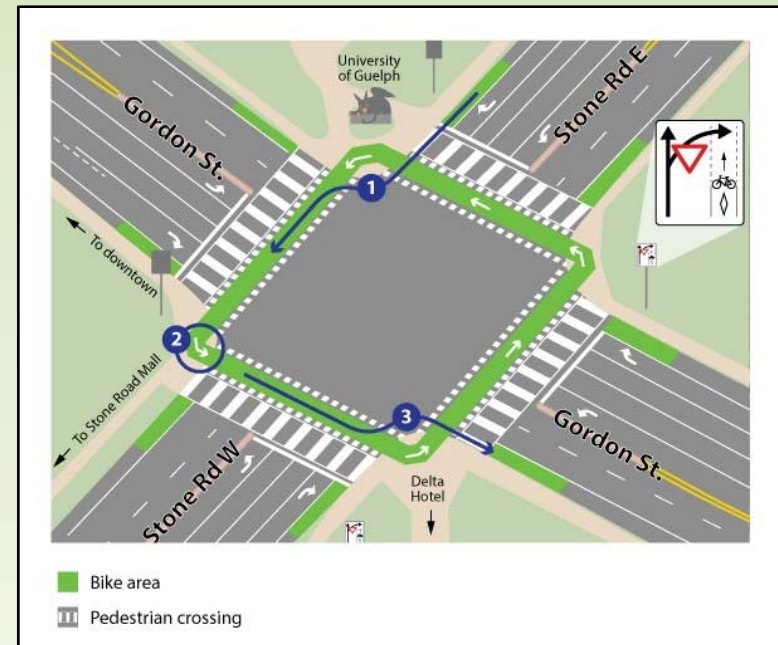 University
of Guelph
Stone Rd E
Gordon St.
1
To downtown
2
To Stone Road Mall
3
Gordon St.
Stone Rd W
Delta
Hotel
Bike area
Pedestrian crossing